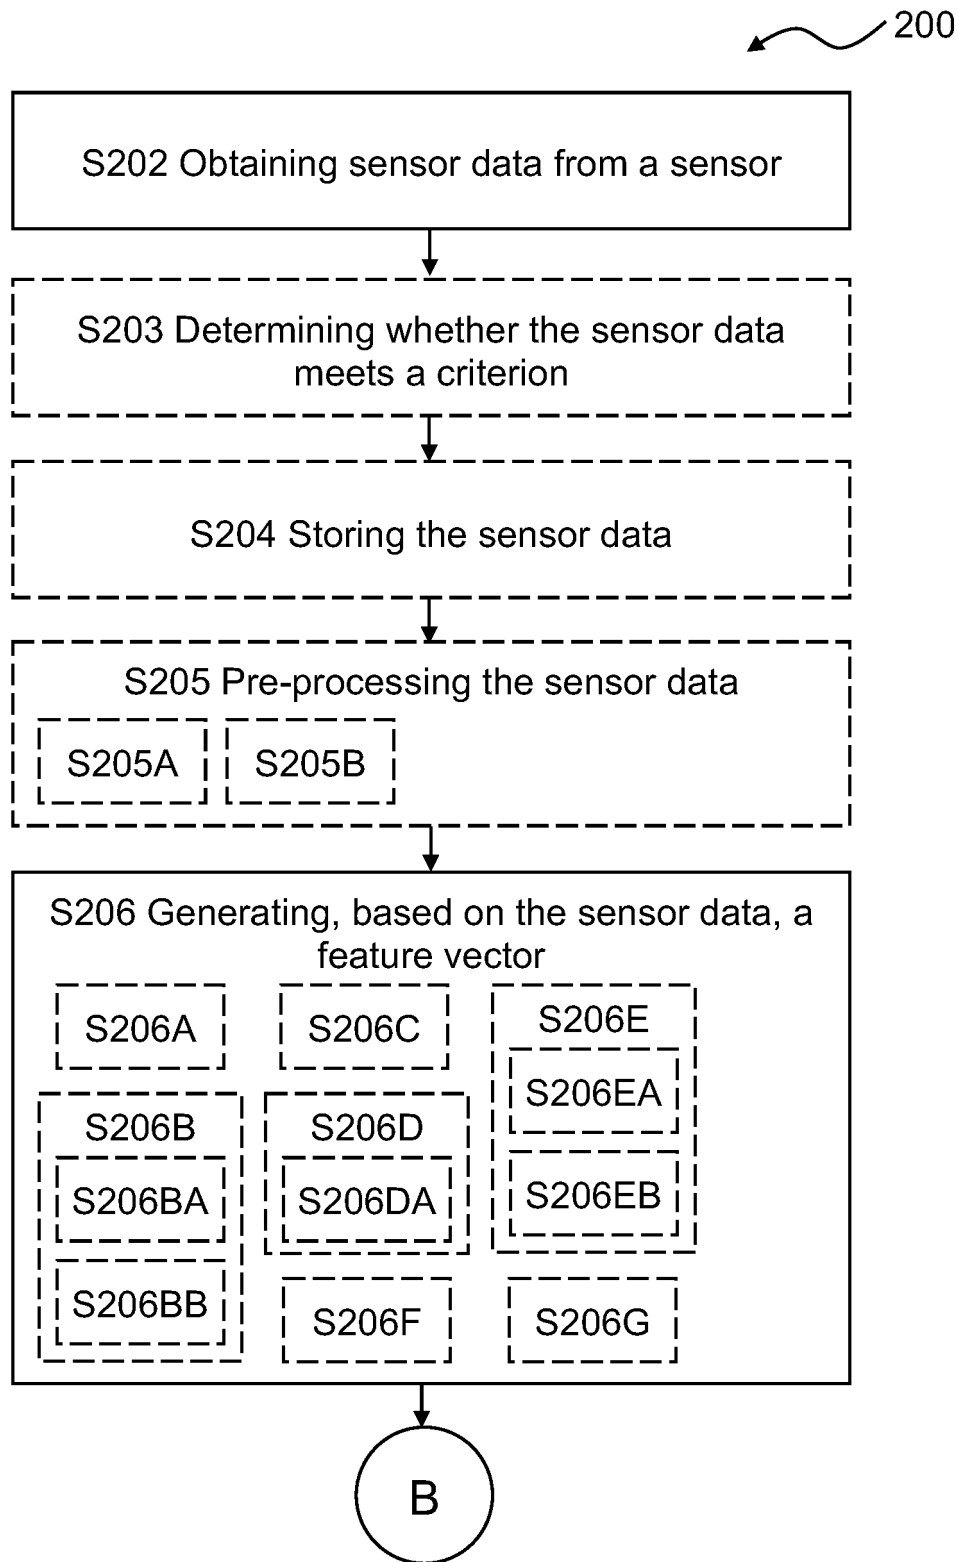 200
S202 Obtaining sensor data from a sensor
S203 Determining whether the sensor data
meets a criterion
S204 Storing the sensor data
S205 Pre-processing the sensor data
S205A
S205B
S206 Generating, based on the sensor data, a
feature vector
S206A
S206C
S206E
S206EA
S206EB
S206B
S206BA
S206BB
S206D
S206DA
S206F
S206G
B